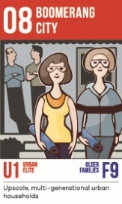 08 BOOMERANG
CITY
U1 URBAN
ELITE
OLDER
FAMILIES F9
Upscale, multi-generational urban
households